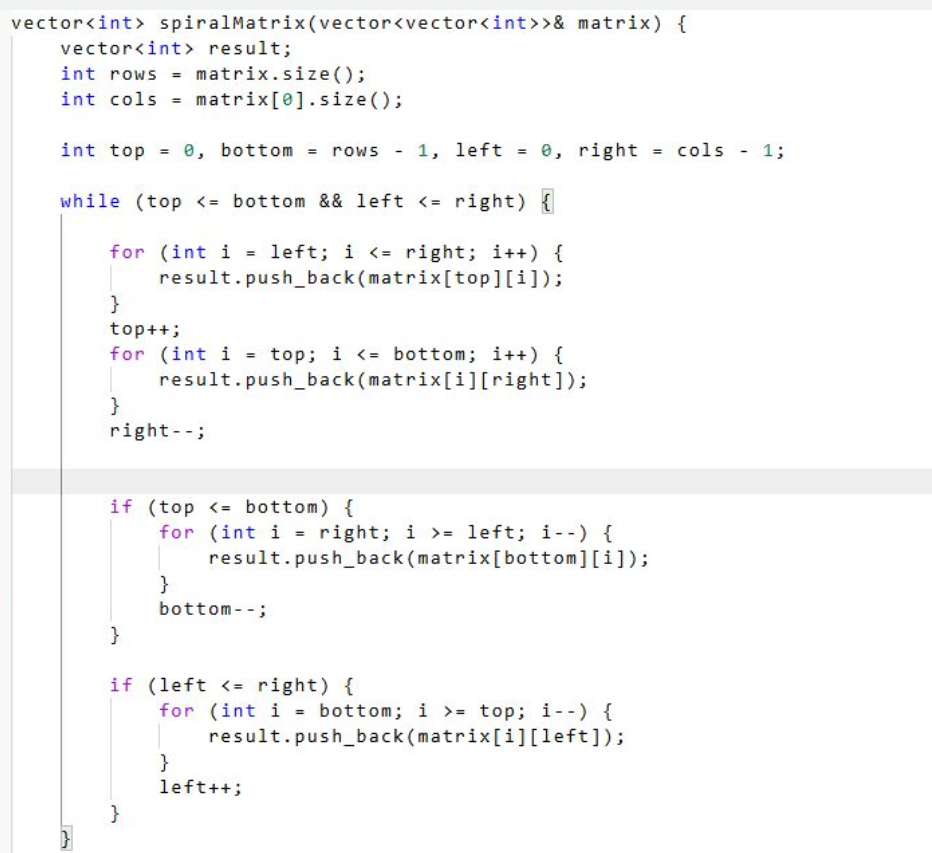 vector<int> spiralMatrix(vector<vector<int>>& matrix) {
    vector<int> result;
    int rows = matrix.size();
    int cols = matrix[0].size();

    int top = 0, bottom = rows - 1, left = 0, right = cols - 1;

    while (top <= bottom && left <= right) {

        for (int i = left; i <= right; i++) {
            result.push_back(matrix[top][i]);
        }
        top++;
        for (int i = top; i <= bottom; i++) {
            result.push_back(matrix[i][right]);
        }
        right--;


        if (top <= bottom) {
            for (int i = right; i >= left; i--) {
                result.push_back(matrix[bottom][i]);
            }
            bottom--;
        }

        if (left <= right) {
            for (int i = bottom; i >= top; i--) {
                result.push_back(matrix[i][left]);
            }
            left++;
        }
    }